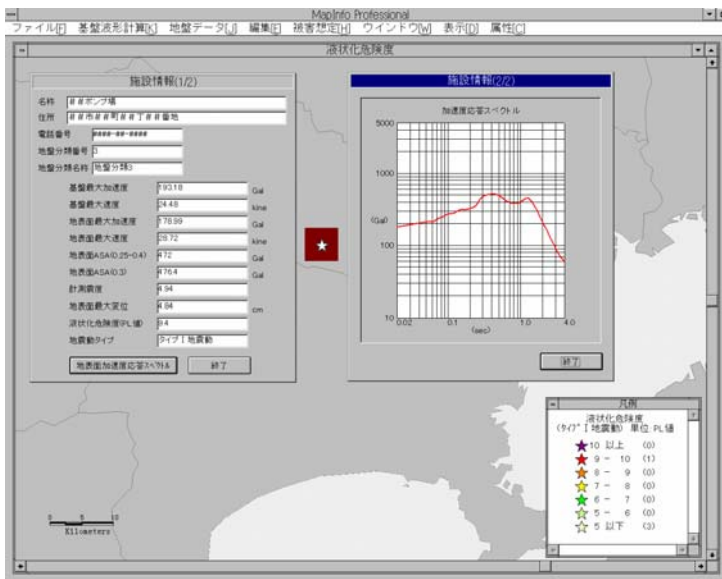 MapInfo Professional
ファイル[F] 基盤波形計算[K] 地盤データ[J] 編集[E] 被害想定[H] ウインドウ[W] 表示[D] 属性[C]
液状化危険度
施設情報(1/2)
名称 ##ポンプ場
住所 ##市##町##丁##番地
電話番号 ####-##-####
地盤分類番号 3
地盤分類名称 地盤分類3
基盤最大加速度 193.18 Gal
基盤最大速度 24.48 kine
地表面最大加速度 178.99 Gal
地表面最大速度 28.72 kine
地表面ASA(0.25-0.4) 472 Gal
地表面ASA(0.3) 476.4 Gal
計測震度 4.94
地表面最大変位 4.84 cm
液状化危険度(PL値) 9.4
地震動タイプ タイプⅠ地震動
地表面加速度応答スペクトル 終了
施設情報(2/2)
加速度応答スペクトル
5000
1000
(Gal)
100
10
0.02 0.1 1.0 4.0
(sec)
終了
凡例
液状化危険度
(タイプⅠ地震動) 単位:PL値
10 以上 (0)
9 - 10 (1)
8 - 9 (0)
7 - 8 (0)
6 - 7 (0)
5 - 6 (0)
5 以下 (3)
0 5 10
Kilometers